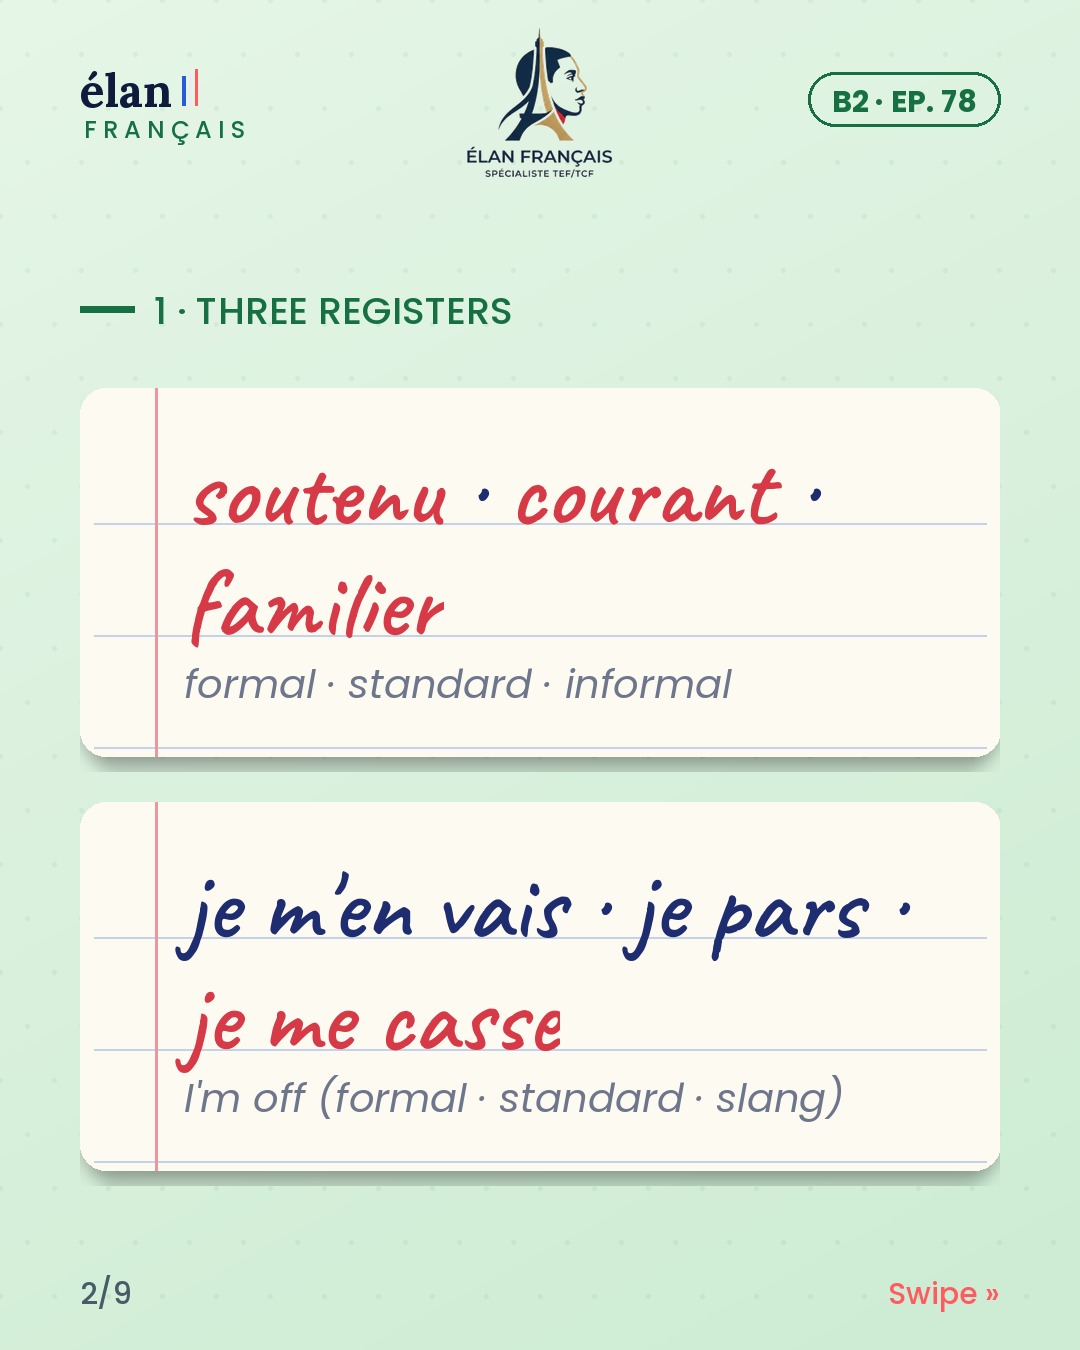 élan
FRANÇAIS
ÉLAN FRANÇAIS
SPÉCIALISTE TEF/TCF
B2 · EP. 78
1 · THREE REGISTERS
soutenu · courant ·
familier
formal · standard · informal
je m'en vais · je pars ·
je me casse
I'm off (formal · standard · slang)
2/9
Swipe »